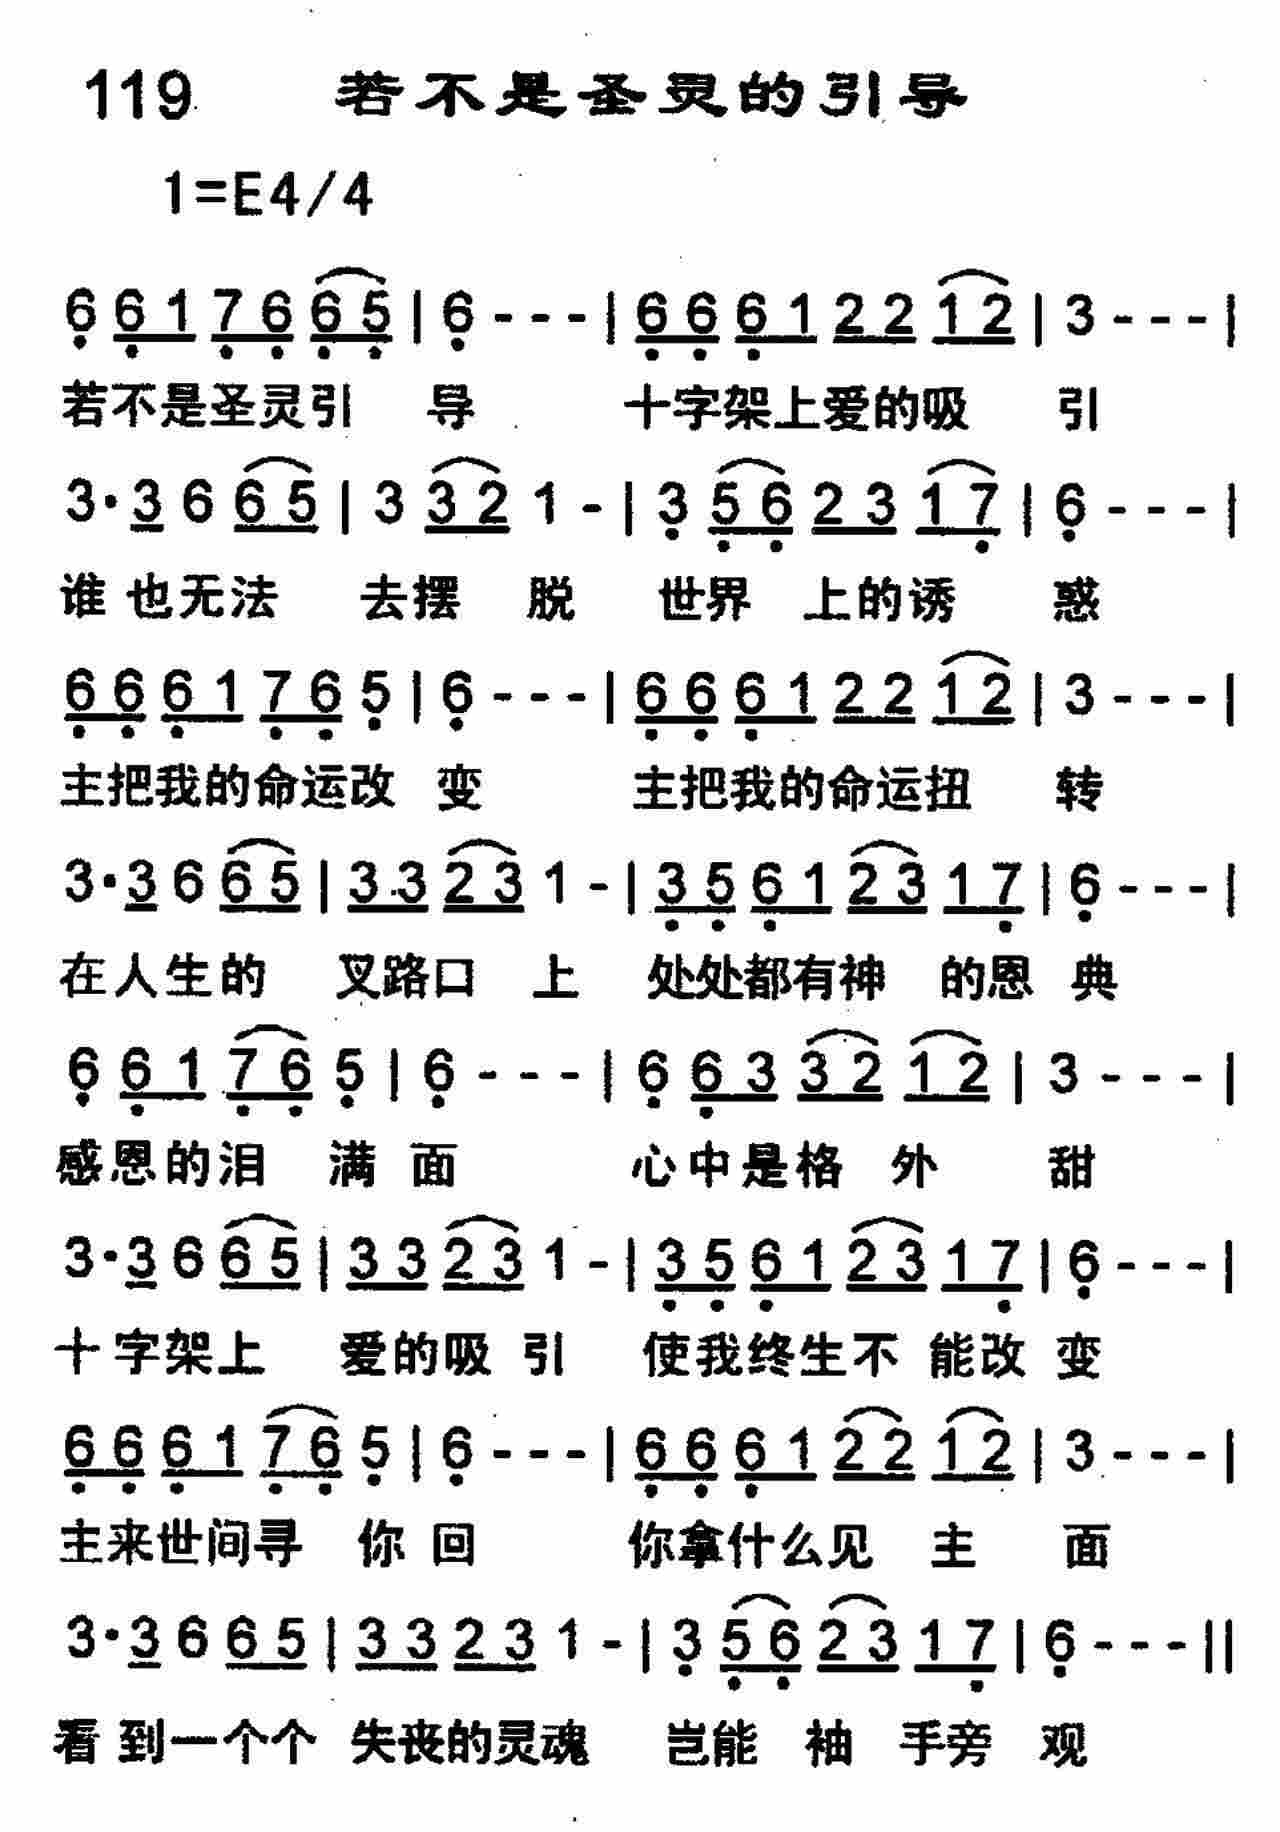 119 若不是圣灵的引导
1=E4/4
6 6 1 7 6 6 5 | 6 - - - | 6 6 6 1 2 2 1 2 | 3 - - - |
若不是圣灵引 导 十字架上爱的吸 引
3·3 6 6 5 | 3 3 2 1 - | 3 5 6 2 3 1 7 | 6 - - - |
谁也无法 去摆 脱 世界 上的诱 惑
6 6 6 1 7 6 5 | 6 - - - | 6 6 6 1 2 2 1 2 | 3 - - - |
主把我的命运改 变 主把我的命运扭 转
3·3 6 6 5 | 3 3 2 3 1 - | 3 5 6 1 2 3 1 7 | 6 - - - |
在人生的 叉路口 上 处处都有神 的恩 典
6 6 1 7 6 5 | 6 - - - | 6 6 3 3 2 1 2 | 3 - - - |
感恩的泪 满 面 心中是格 外 甜
3·3 6 6 5 | 3 3 2 3 1 - | 3 5 6 1 2 3 1 7 | 6 - - - |
十字架上 爱的吸 引 使我终生不 能改 变
6 6 6 1 7 6 5 | 6 - - - | 6 6 6 1 2 2 1 2 | 3 - - - |
主来世间寻 你 回 你拿什么见 主 面
3·3 6 6 5 | 3 3 2 3 1 - | 3 5 6 2 3 1 7 | 6 - - - ||
看到一个个 失丧的灵魂 岂能 袖 手旁 观